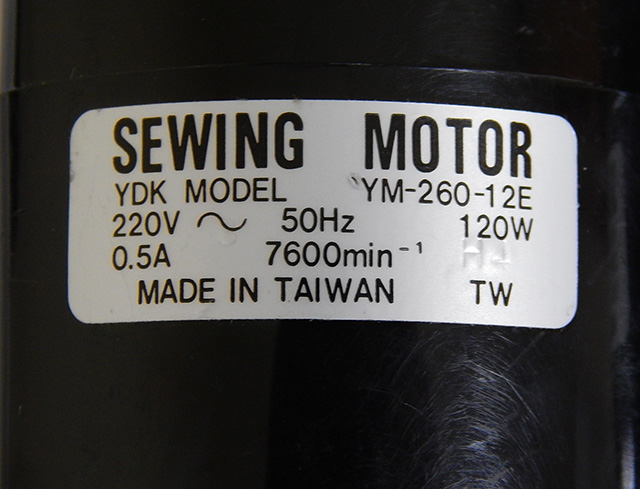 SEWING MOTOR
YDK MODEL YM-260-12E
220V ~ 50Hz 120W
0.5A 7600min⁻¹
MADE IN TAIWAN TW